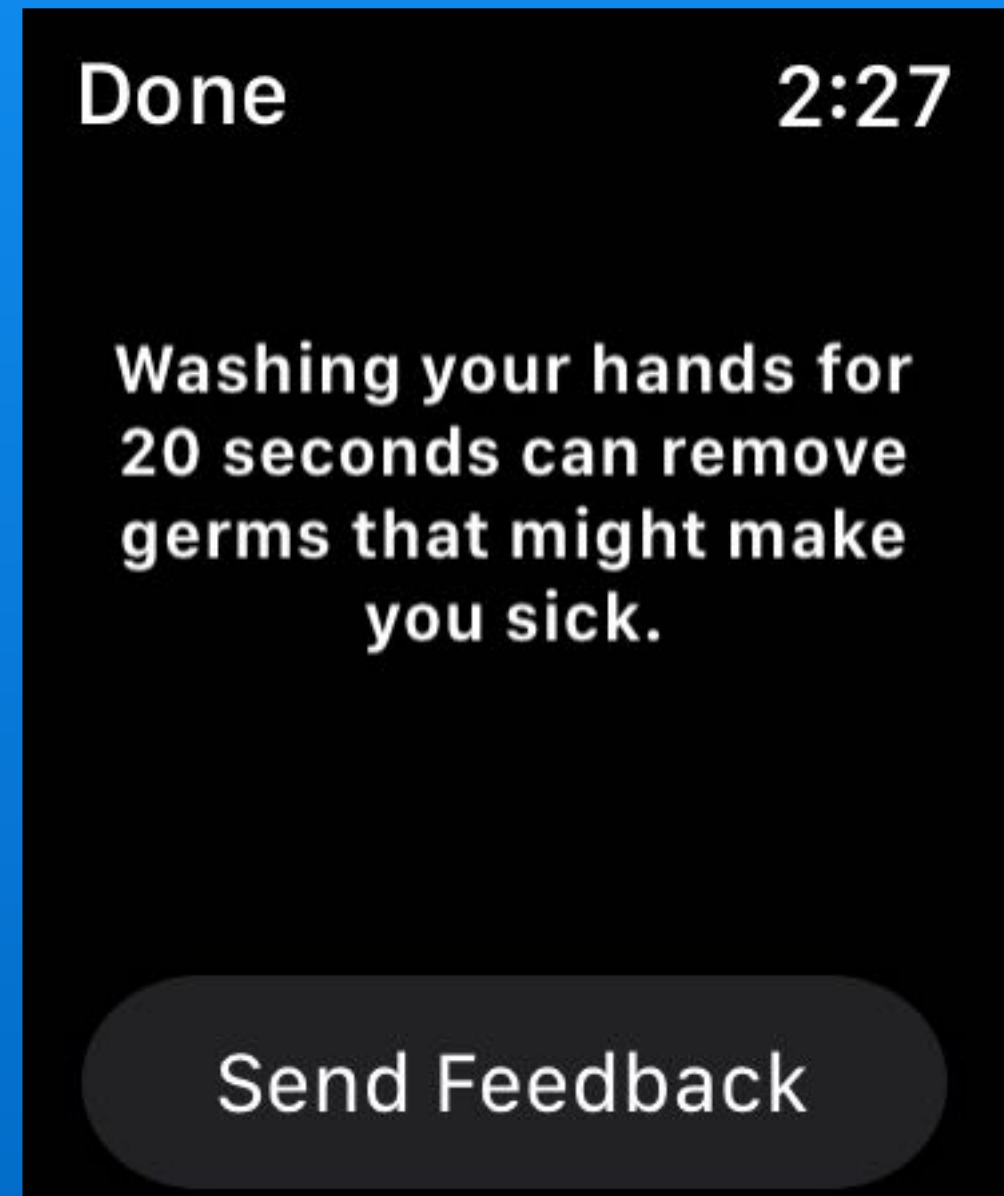 Done 2:27
Washing your hands for
20 seconds can remove
germs that might make
you sick.
Send Feedback